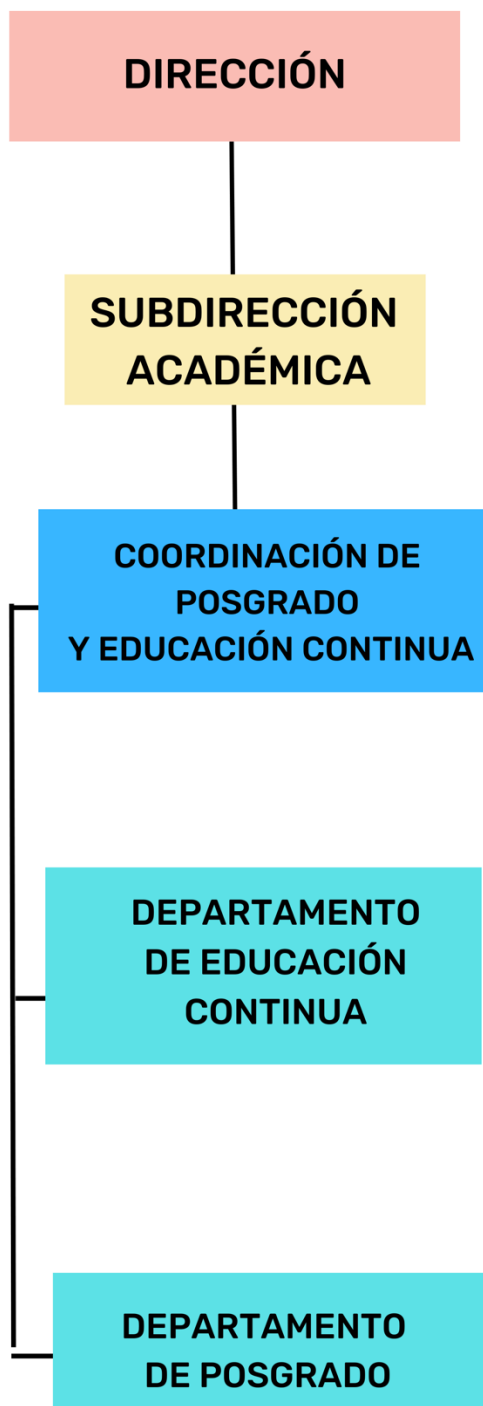 DIRECCIÓN
SUBDIRECCIÓN
ACADÉMICA
COORDINACIÓN DE
POSGRADO
Y EDUCACIÓN CONTINUA
DEPARTAMENTO
DE EDUCACIÓN
CONTINUA
DEPARTAMENTO
DE POSGRADO